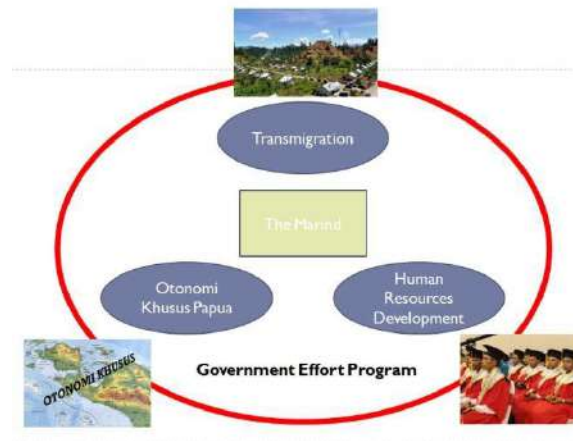 Transmigration
The Marind
Otonomi
Khusus Papua
Human
Resources
Development
OTONOMI KHUSUS
Government Effort Program